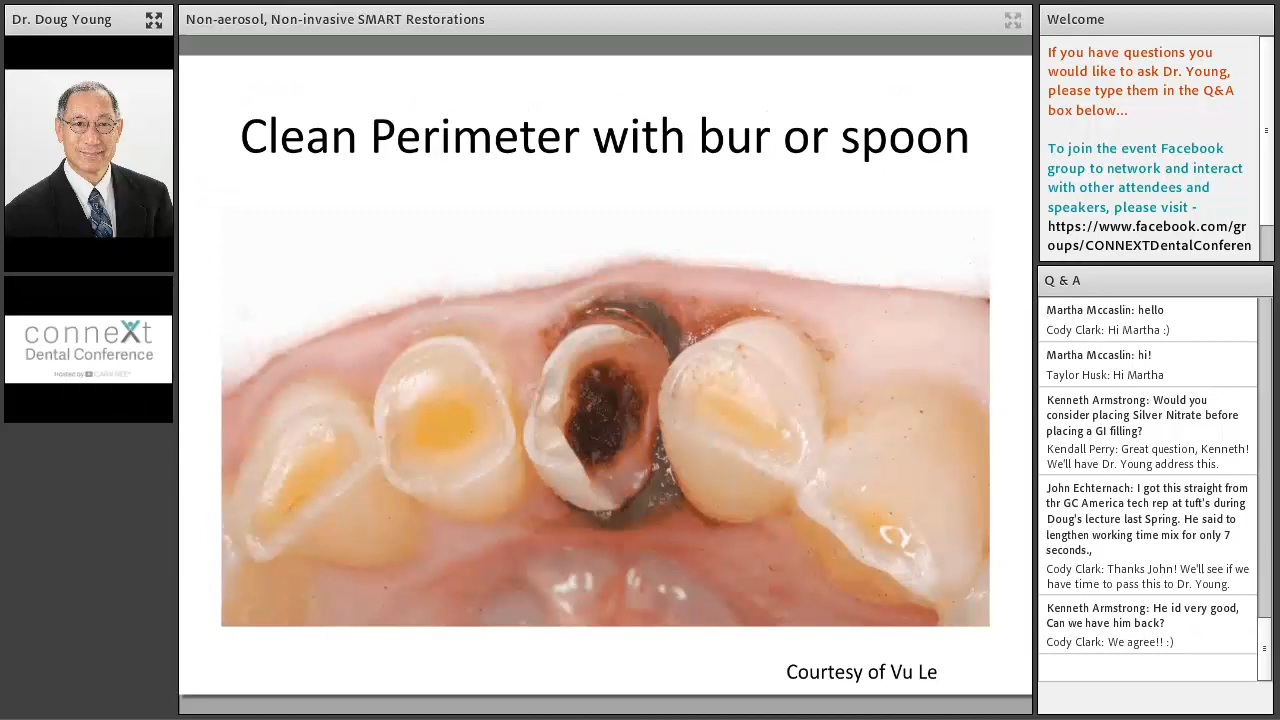 Dr. Doug Young
Non-aerosol, Non-invasive SMART Restorations
Clean Perimeter with bur or spoon
Courtesy of Vu Le
conneXt
Dental Conference
Hosted by CARIFREE
Welcome
If you have questions you
would like to ask Dr. Young,
please type them in the Q&A
box below...
To join the event Facebook
group to network and interact
with other attendees and
speakers, please visit -
https://www.facebook.com/gr
oups/CONNEXTDentalConferen
Q & A
Martha Mccaslin: hello
Cody Clark: Hi Martha :)
Martha Mccaslin: hi!
Taylor Husk: Hi Martha
Kenneth Armstrong: Would you
consider placing Silver Nitrate before
placing a GI filling?
Kendall Perry: Great question, Kenneth!
We'll have Dr. Young address this.
John Echternach: I got this straight from
thr GC America tech rep at tuft's during
Doug's lecture last Spring. He said to
lengthen working time mix for only 7
seconds.,
Cody Clark: Thanks John! We'll see if we
have time to pass this to Dr. Young.
Kenneth Armstrong: He id very good,
Can we have him back?
Cody Clark: We agree!! :)